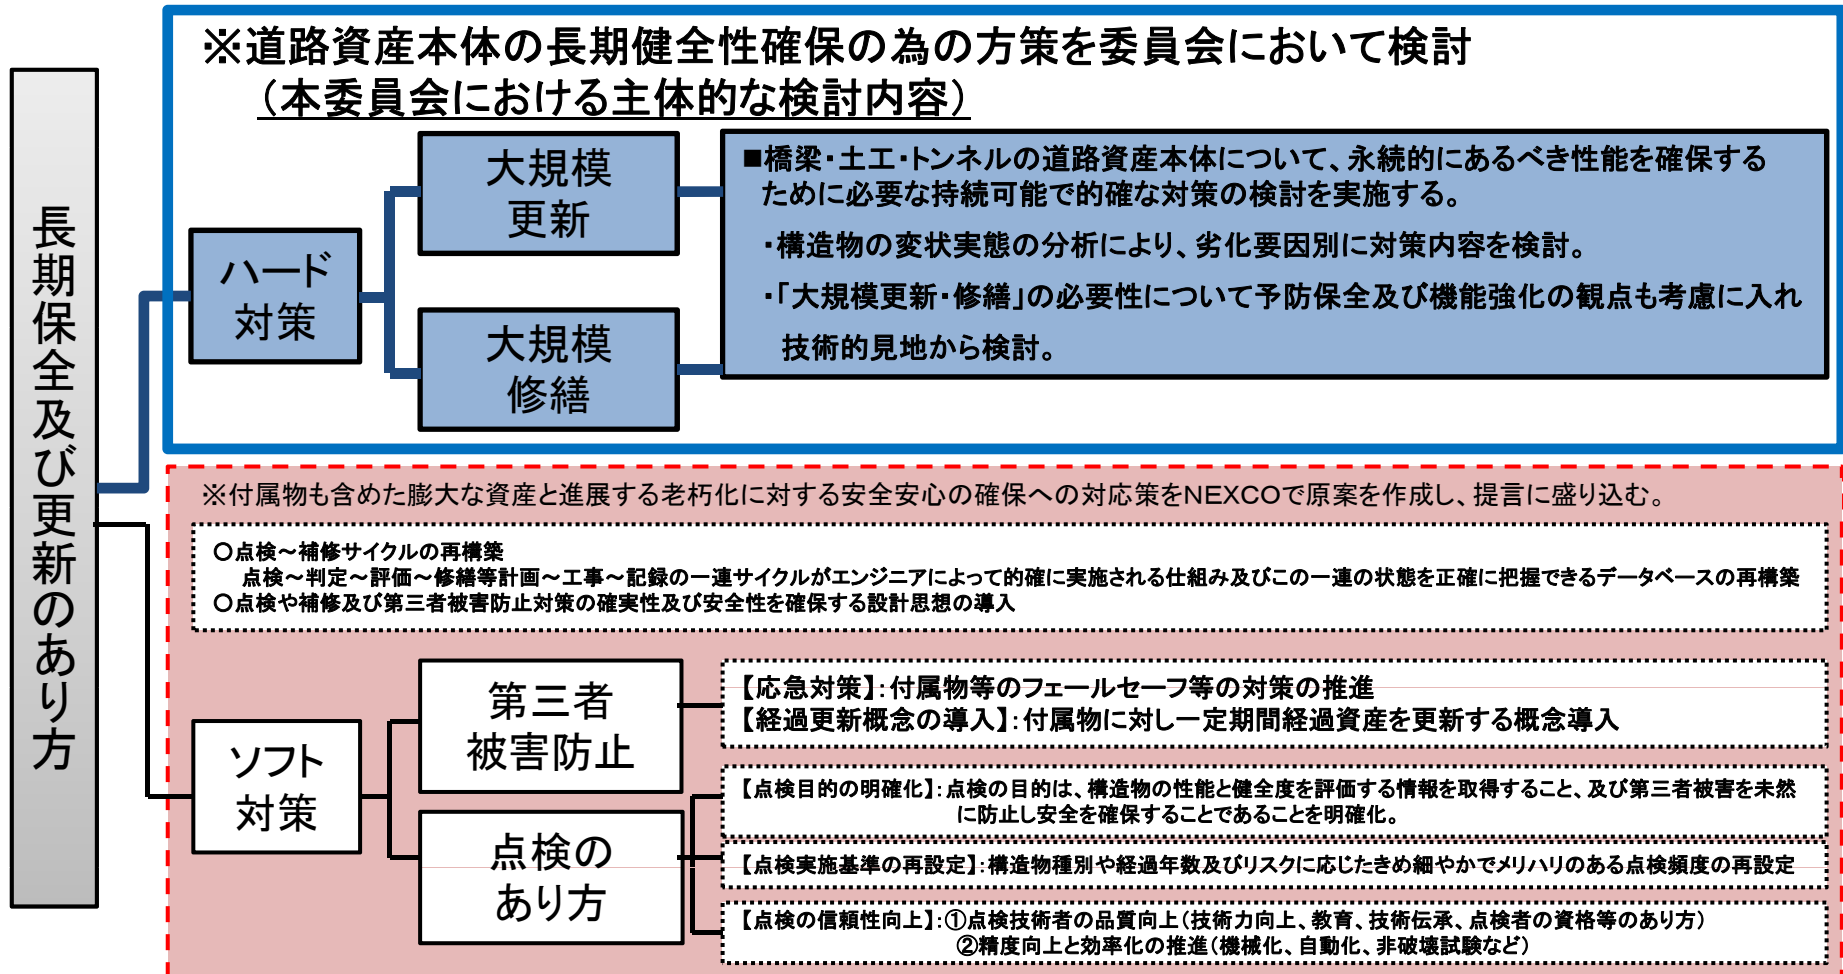 長期保全及び更新のあり方
※道路資産本体の長期健全性確保の為の方策を委員会において検討
（本委員会における主体的な検討内容）
ハード
対策
大規模
更新
大規模
修繕
■橋梁・土工・トンネルの道路資産本体について、永続的にあるべき性能を確保する
ために必要な持続可能で的確な対策の検討を実施する。
・構造物の変状実態の分析により、劣化要因別に対策内容を検討。
・「大規模更新・修繕」の必要性について予防保全及び機能強化の観点も考慮に入れ
技術的見地から検討。
※付属物も含めた膨大な資産と進展する老朽化に対する安全安心の確保への対応策をNEXCOで原案を作成し、提言に盛り込む。
○点検～補修サイクルの再構築
点検～判定～評価～修繕等計画～工事～記録の一連サイクルがエンジニアによって的確に実施される仕組み及びこの一連の状態を正確に把握できるデータベースの再構築
○点検や補修及び第三者被害防止対策の確実性及び安全性を確保する設計思想の導入
ソフト
対策
第三者
被害防止
【応急対策】：付属物等のフェールセーフ等の対策の推進
【経過更新概念の導入】：付属物に対し一定期間経過資産を更新する概念導入
点検の
あり方
【点検目的の明確化】：点検の目的は、構造物の性能と健全度を評価する情報を取得すること、及び第三者被害を未然
に防止し安全を確保することであることを明確化。
【点検実施基準の再設定】：構造物種別や経過年数及びリスクに応じたきめ細やかでメリハリのある点検頻度の再設定
【点検の信頼性向上】：①点検技術者の品質向上（技術力向上、教育、技術伝承、点検者の資格等のあり方）
②精度向上と効率化の推進（機械化、自動化、非破壊試験など）